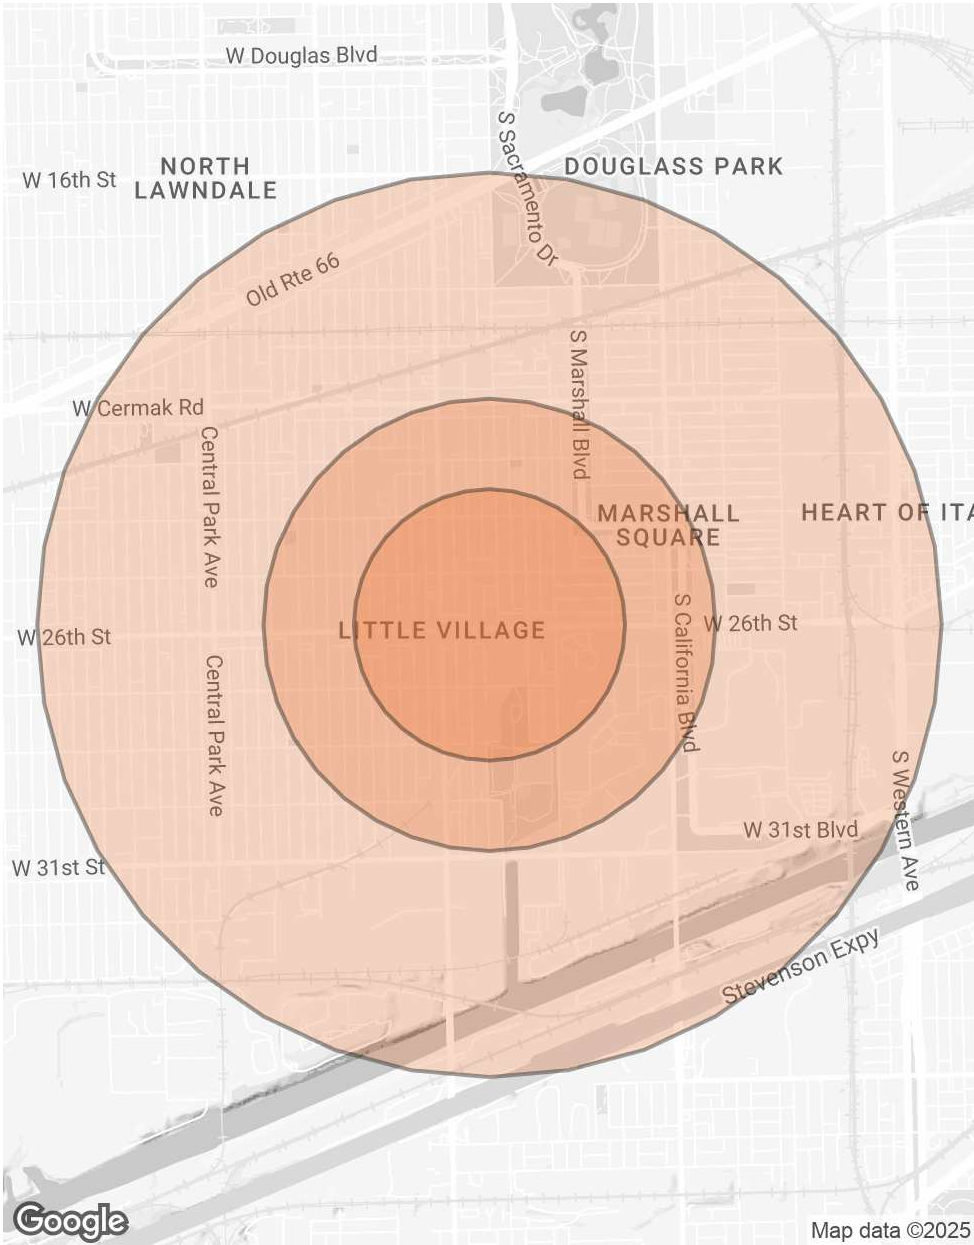 W Douglas Blvd
S Sacramento Dr
NORTH
LAWNDALE
DOUGLASS PARK
W 16th St
Old Rte 66
S Marshall Blvd
W Cermak Rd
Central Park Ave
MARSHALL
SQUARE
HEART OF ITA
LITTLE VILLAGE
W 26th St
W 26th St
S California Blvd
Central Park Ave
S Western Ave
W 31st Blvd
W 31st St
Stevenson Expy
Google
Map data ©2025